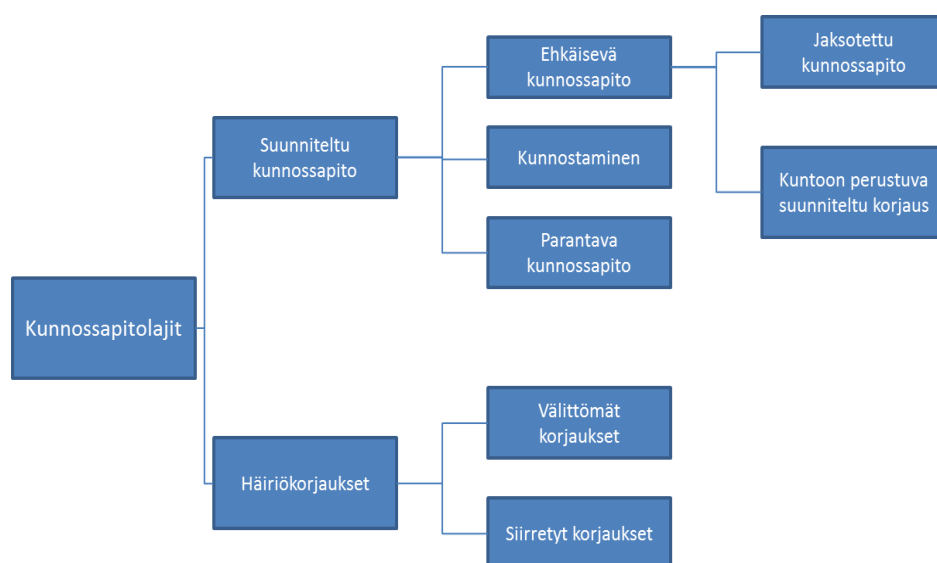 Kunnossapitolajit
Suunniteltu
kunnossapito
Ehkäisevä
kunnossapito
Jaksotettu
kunnossapito
Kuntoon perustuva
suunniteltu korjaus
Kunnostaminen
Parantava
kunnossapito
Häiriökorjaukset
Välittömät
korjaukset
Siirretyt korjaukset